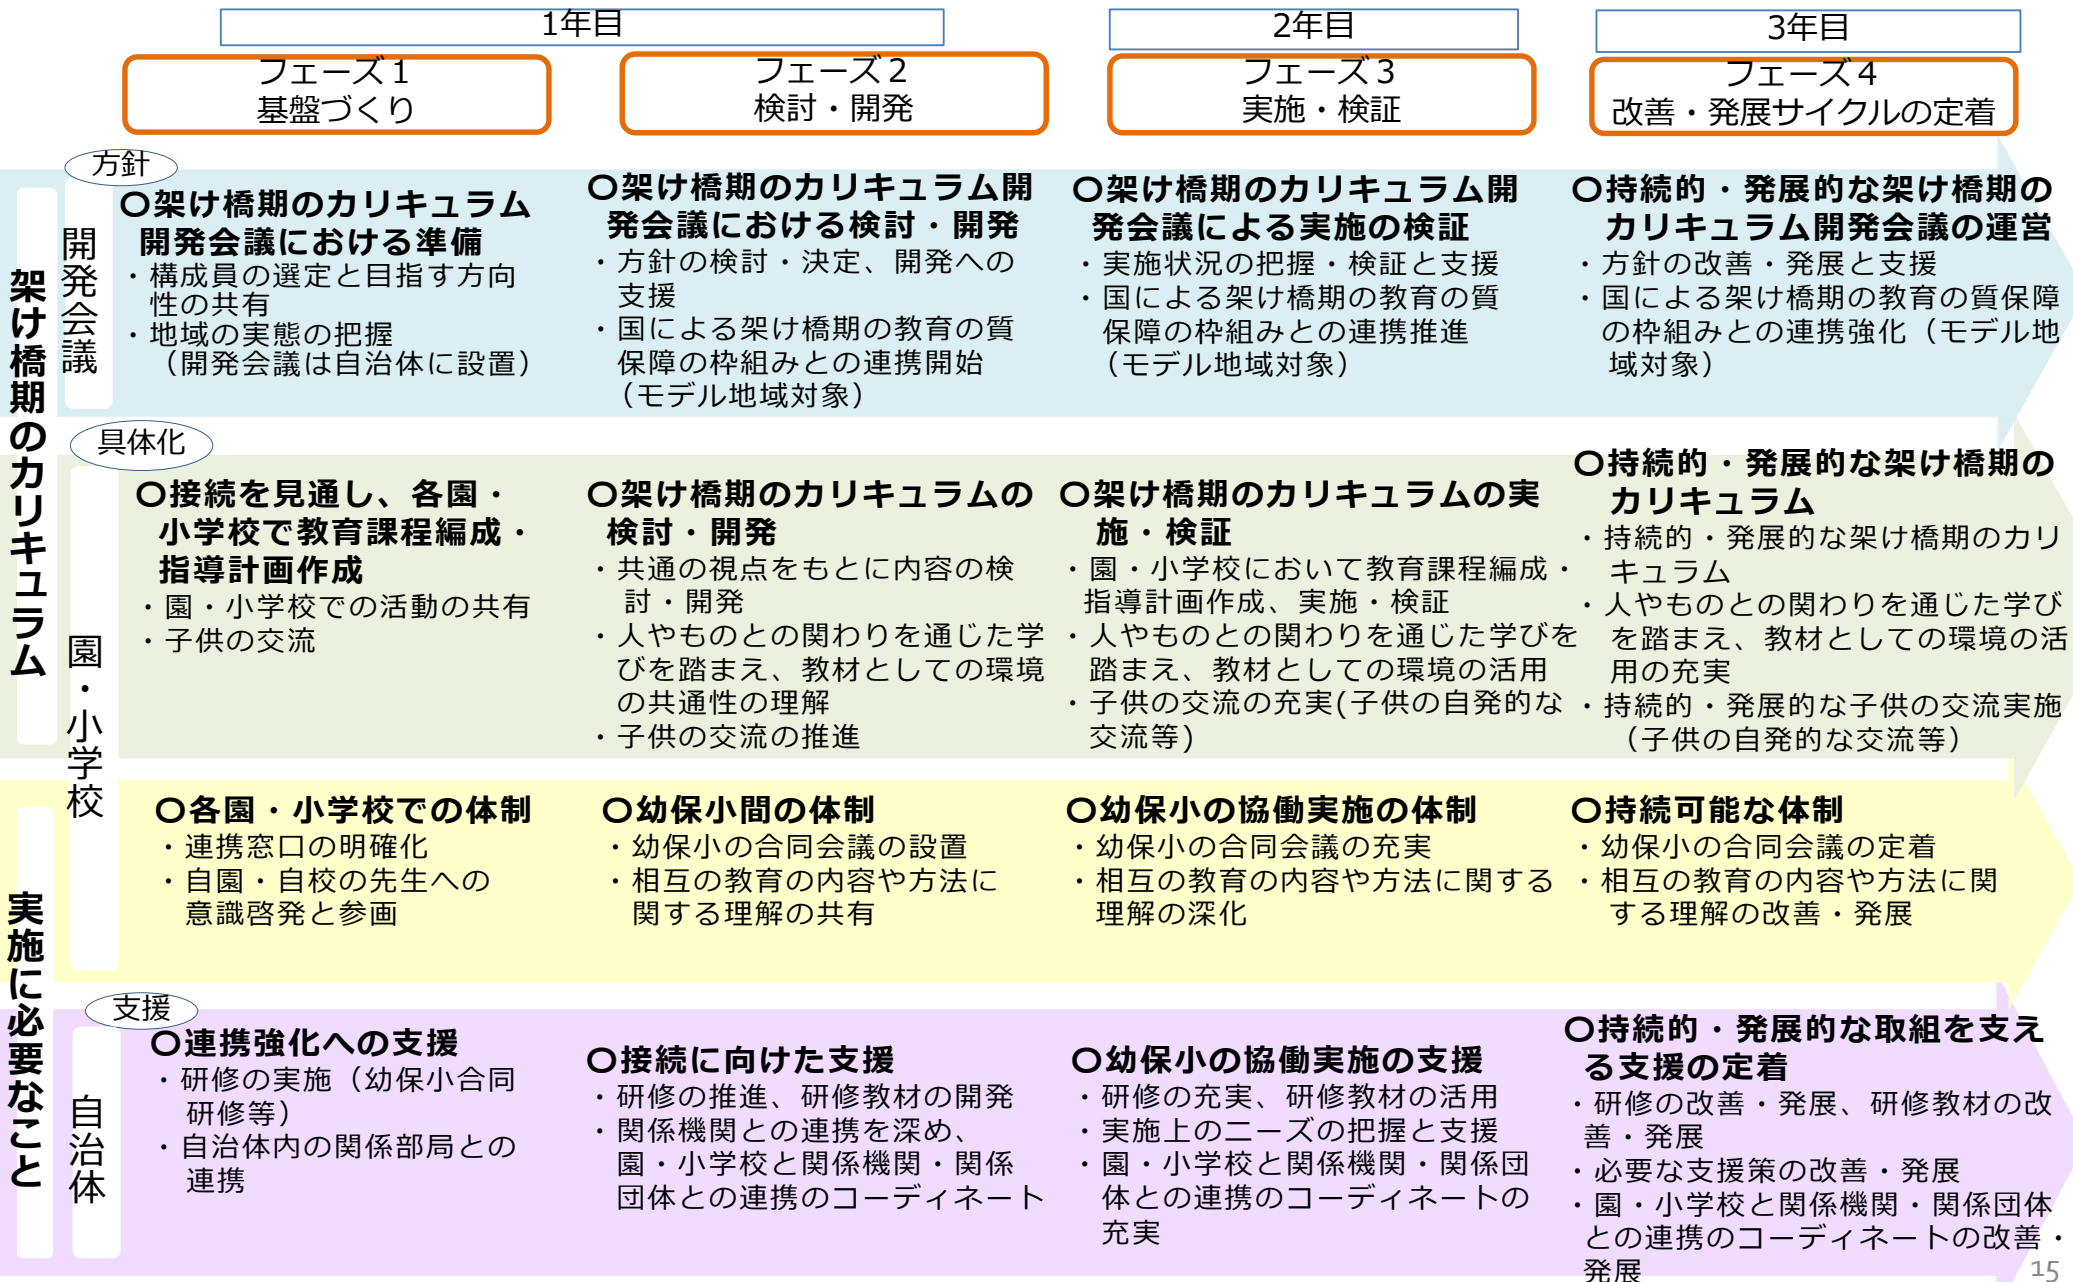 1年目
2年目
3年目
フェーズ１
基盤づくり
フェーズ２
検討・開発
フェーズ３
実施・検証
フェーズ４
改善・発展サイクルの定着
架け橋期のカリキュラム
方針
開発会議
〇架け橋期のカリキュラム
開発会議における準備
・構成員の選定と目指す方向
性の共有
・地域の実態の把握
（開発会議は自治体に設置）
〇架け橋期のカリキュラム開
発会議における検討・開発
・方針の検討・決定、開発への
支援
・国による架け橋期の教育の質
保障の枠組みとの連携開始
（モデル地域対象）
〇架け橋期のカリキュラム開
発会議による実施の検証
・実施状況の把握・検証と支援
・国による架け橋期の教育の質
保障の枠組みとの連携推進
（モデル地域対象）
〇持続的・発展的な架け橋期の
カリキュラム開発会議の運営
・方針の改善・発展と支援
・国による架け橋期の教育の質保障
の枠組みとの連携強化（モデル地
域対象）
具体化
園・小学校
〇接続を見通し、各園・
小学校で教育課程編成・
指導計画作成
・園・小学校での活動の共有
・子供の交流
〇架け橋期のカリキュラムの
検討・開発
・共通の視点をもとに内容の検
討・開発
・人やものとの関わりを通じた学
びを踏まえ、教材としての環境
の共通性の理解
・子供の交流の推進
〇架け橋期のカリキュラムの実
施・検証
・園・小学校において教育課程編成・
指導計画作成、実施・検証
・人やものとの関わりを通じた学びを
踏まえ、教材としての環境の活用
・子供の交流の充実(子供の自発的な
交流等)
〇持続的・発展的な架け橋期の
カリキュラム
・持続的・発展的な架け橋期のカリ
キュラム
・人やものとの関わりを通じた学び
を踏まえ、教材としての環境の活
用の充実
・持続的・発展的な子供の交流実施
（子供の自発的な交流等）
実施に必要なこと
〇各園・小学校での体制
・連携窓口の明確化
・自園・自校の先生への
意識啓発と参画
〇幼保小間の体制
・幼保小の合同会議の設置
・相互の教育の内容や方法に
関する理解の共有
〇幼保小の協働実施の体制
・幼保小の合同会議の充実
・相互の教育の内容や方法に関する
理解の深化
〇持続可能な体制
・幼保小の合同会議の定着
・相互の教育の内容や方法に関
する理解の改善・発展
支援
自治体
〇連携強化への支援
・研修の実施（幼保小合同
研修等）
・自治体内の関係部局との
連携
〇接続に向けた支援
・研修の推進、研修教材の開発
・関係機関との連携を深め、
園・小学校と関係機関・関係
団体との連携のコーディネート
〇幼保小の協働実施の支援
・研修の充実、研修教材の活用
・実施上のニーズの把握と支援
・園・小学校と関係機関・関係団
体との連携のコーディネートの
充実
〇持続的・発展的な取組を支え
る支援の定着
・研修の改善・発展、研修教材の改
善・発展
・必要な支援策の改善・発展
・園・小学校と関係機関・関係団体
との連携のコーディネートの改善・
発展
15